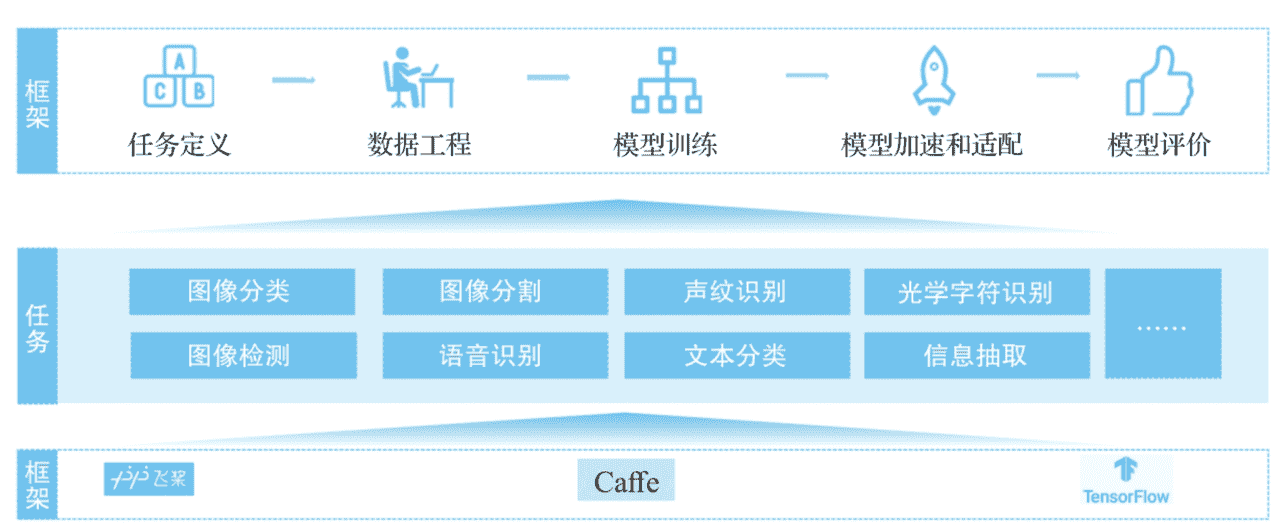 框架
A
C B
任务定义
数据工程
模型训练
模型加速和适配
模型评价
任务
图像分类
图像分割
声纹识别
光学字符识别
……
图像检测
语音识别
文本分类
信息抽取
框架
飞桨
Caffe
TensorFlow